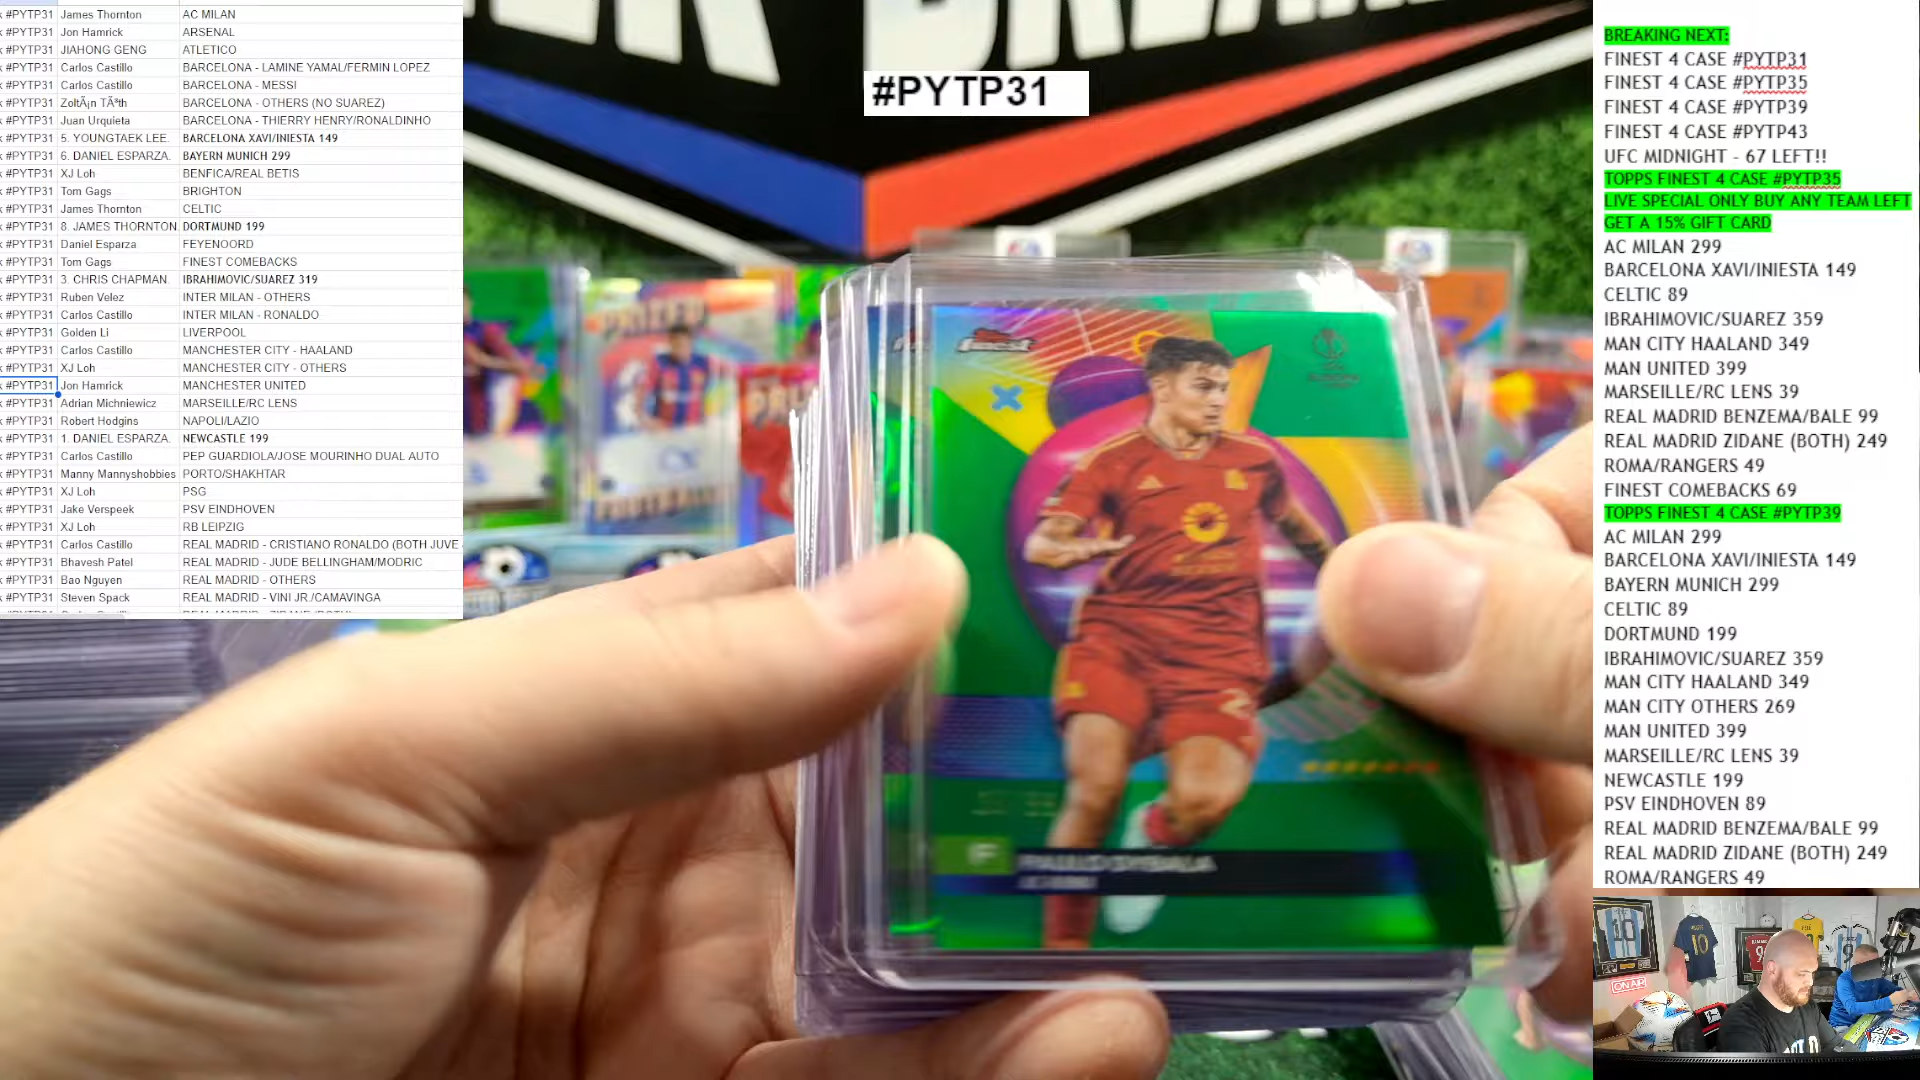 #PYTP31 James Thornton AC MILAN
#PYTP31 Jon Hamrick ARSENAL
#PYTP31 JIAHONG GENG ATLETICO
#PYTP31 Carlos Castillo BARCELONA - LAMINE YAMAL/FERMIN LOPEZ
#PYTP31 Carlos Castillo BARCELONA - MESSI
#PYTP31 ZoltÃ¡n TÃ³th BARCELONA - OTHERS (NO SUAREZ)
#PYTP31 Juan Urquieta BARCELONA - THIERRY HENRY/RONALDINHO
#PYTP31 5. YOUNGTAEK LEE. BARCELONA XAVI/INIESTA 149
#PYTP31 6. DANIEL ESPARZA. BAYERN MUNICH 299
#PYTP31 XJ Loh BENFICA/REAL BETIS
#PYTP31 Tom Gags BRIGHTON
#PYTP31 James Thornton CELTIC
#PYTP31 8. JAMES THORNTON. DORTMUND 199
#PYTP31 Daniel Esparza FEYENOORD
#PYTP31 Tom Gags FINEST COMEBACKS
#PYTP31 3. CHRIS CHAPMAN. IBRAHIMOVIC/SUAREZ 319
#PYTP31 Ruben Velez INTER MILAN - OTHERS
#PYTP31 Carlos Castillo INTER MILAN - RONALDO
#PYTP31 Golden Li LIVERPOOL
#PYTP31 Carlos Castillo MANCHESTER CITY - HAALAND
#PYTP31 XJ Loh MANCHESTER CITY - OTHERS
#PYTP31 Jon Hamrick MANCHESTER UNITED
#PYTP31 Adrian Michniewicz MARSEILLE/RC LENS
#PYTP31 Robert Hodgins NAPOLI/LAZIO
#PYTP31 1. DANIEL ESPARZA. NEWCASTLE 199
#PYTP31 Carlos Castillo PEP GUARDIOLA/JOSE MOURINHO DUAL AUTO
#PYTP31 Manny Mannyshobbies PORTO/SHAKHTAR
#PYTP31 XJ Loh PSG
#PYTP31 Jake Verspeek PSV EINDHOVEN
#PYTP31 XJ Loh RB LEIPZIG
#PYTP31 Carlos Castillo REAL MADRID - CRISTIANO RONALDO (BOTH JUVE
#PYTP31 Bhavesh Patel REAL MADRID - JUDE BELLINGHAM/MODRIC
#PYTP31 Bao Nguyen REAL MADRID - OTHERS
#PYTP31 Steven Spack REAL MADRID - VINI JR./CAMAVINGA
#PYTP31
PAULO DYBALA
BREAKING NEXT:
FINEST 4 CASE #PYTP31
FINEST 4 CASE #PYTP35
FINEST 4 CASE #PYTP39
FINEST 4 CASE #PYTP43
UFC MIDNIGHT - 67 LEFT!!
TOPPS FINEST 4 CASE #PYTP35
LIVE SPECIAL ONLY BUY ANY TEAM LEFT
GET A 15% GIFT CARD
AC MILAN 299
BARCELONA XAVI/INIESTA 149
CELTIC 89
IBRAHIMOVIC/SUAREZ 359
MAN CITY HAALAND 349
MAN UNITED 399
MARSEILLE/RC LENS 39
REAL MADRID BENZEMA/BALE 99
REAL MADRID ZIDANE (BOTH) 249
ROMA/RANGERS 49
FINEST COMEBACKS 69
TOPPS FINEST 4 CASE #PYTP39
AC MILAN 299
BARCELONA XAVI/INIESTA 149
BAYERN MUNICH 299
CELTIC 89
DORTMUND 199
IBRAHIMOVIC/SUAREZ 359
MAN CITY HAALAND 349
MAN CITY OTHERS 269
MAN UNITED 399
MARSEILLE/RC LENS 39
NEWCASTLE 199
PSV EINDHOVEN 89
REAL MADRID BENZEMA/BALE 99
REAL MADRID ZIDANE (BOTH) 249
ROMA/RANGERS 49
ON AIR